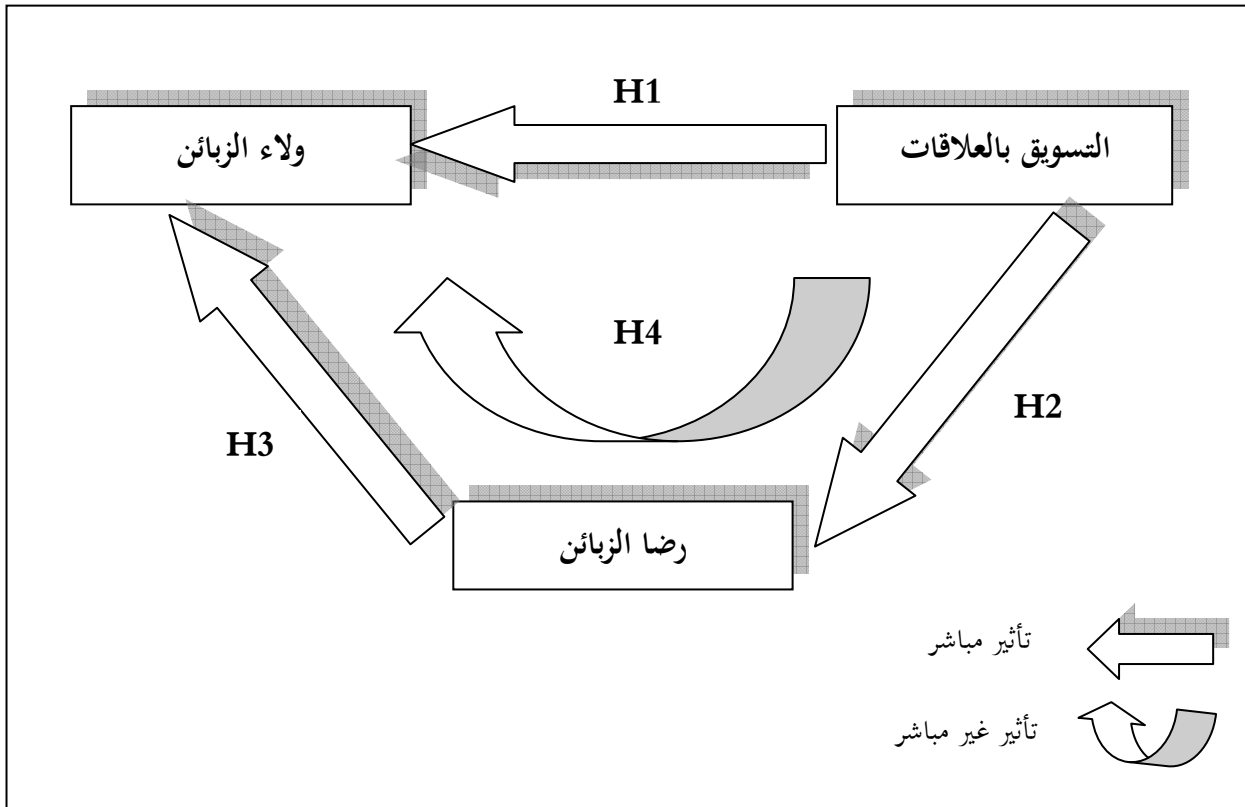 H1
التسويق بالعلاقات
ولاء الزبائن
H4
H2
H3
رضا الزبائن
تأثير مباشر
تأثير غير مباشر